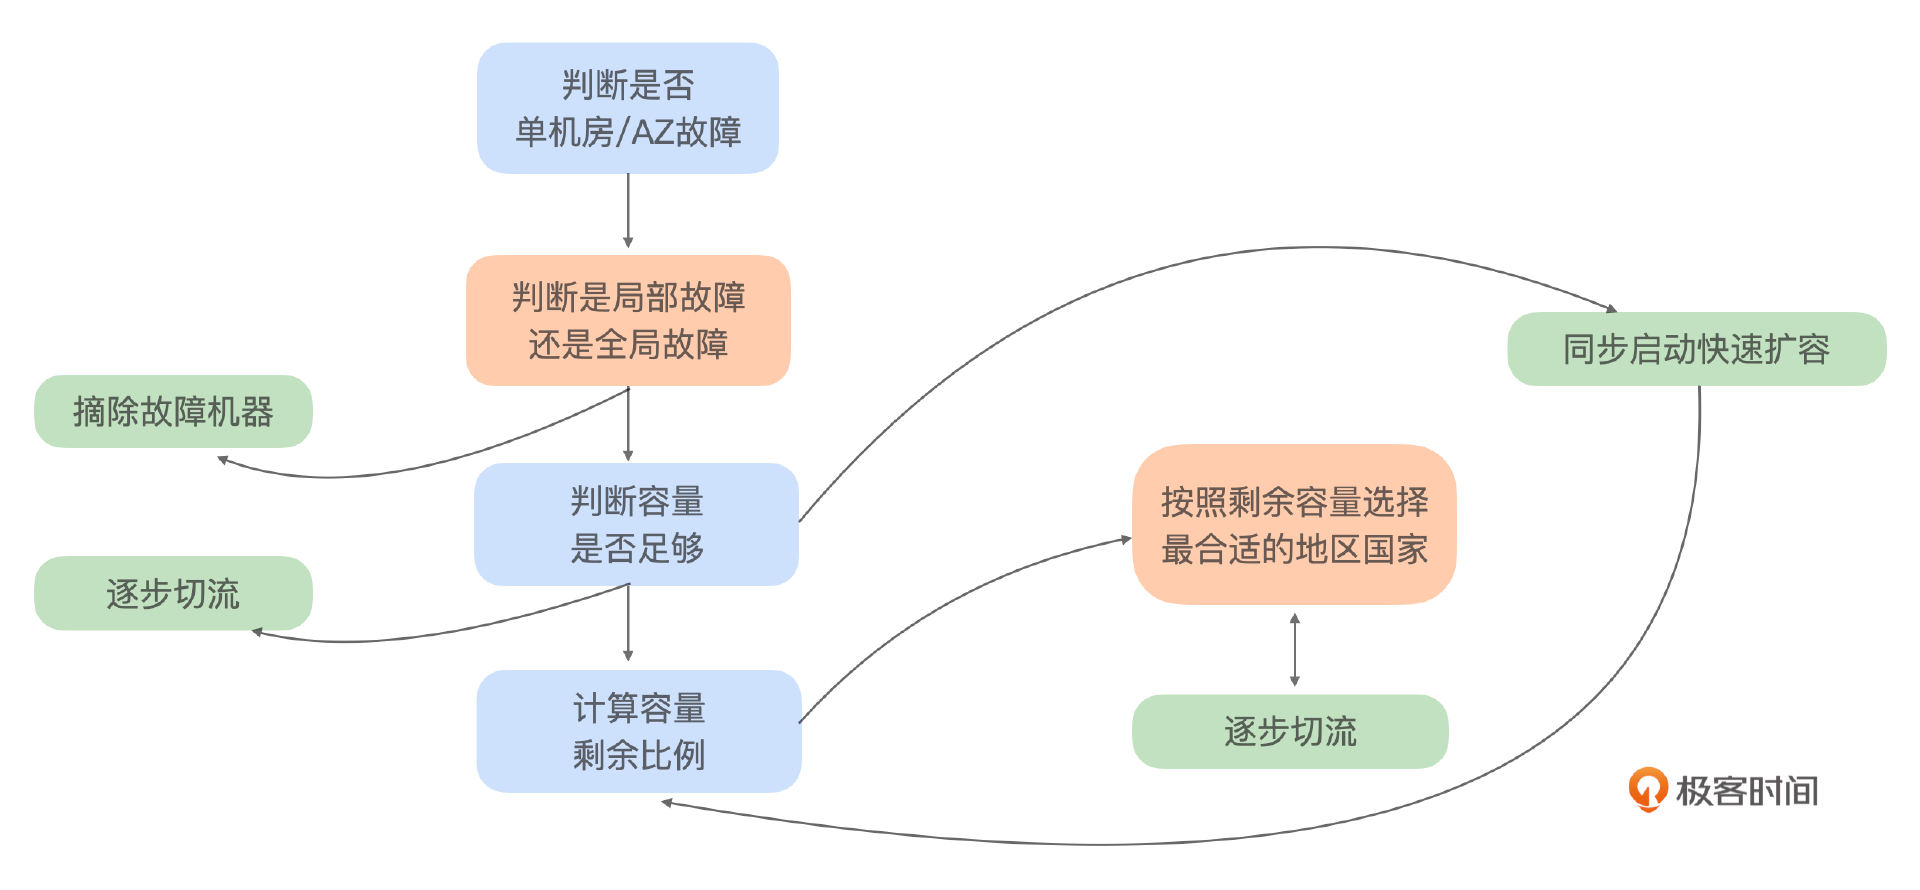 判断是否
单机房/AZ故障
判断是局部故障
还是全局故障
同步启动快速扩容
摘除故障机器
判断容量
是否足够
按照剩余容量选择
最合适的地区国家
逐步切流
计算容量
剩余比例
逐步切流
极客时间